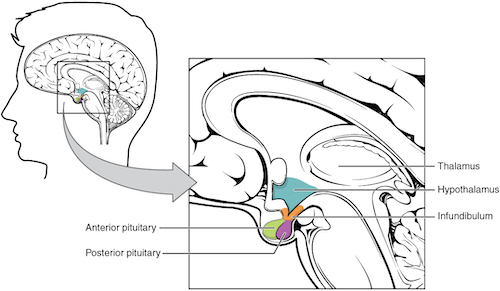 Thalamus
Hypothalamus
Infundibulum
Anterior pituitary
Posterior pituitary